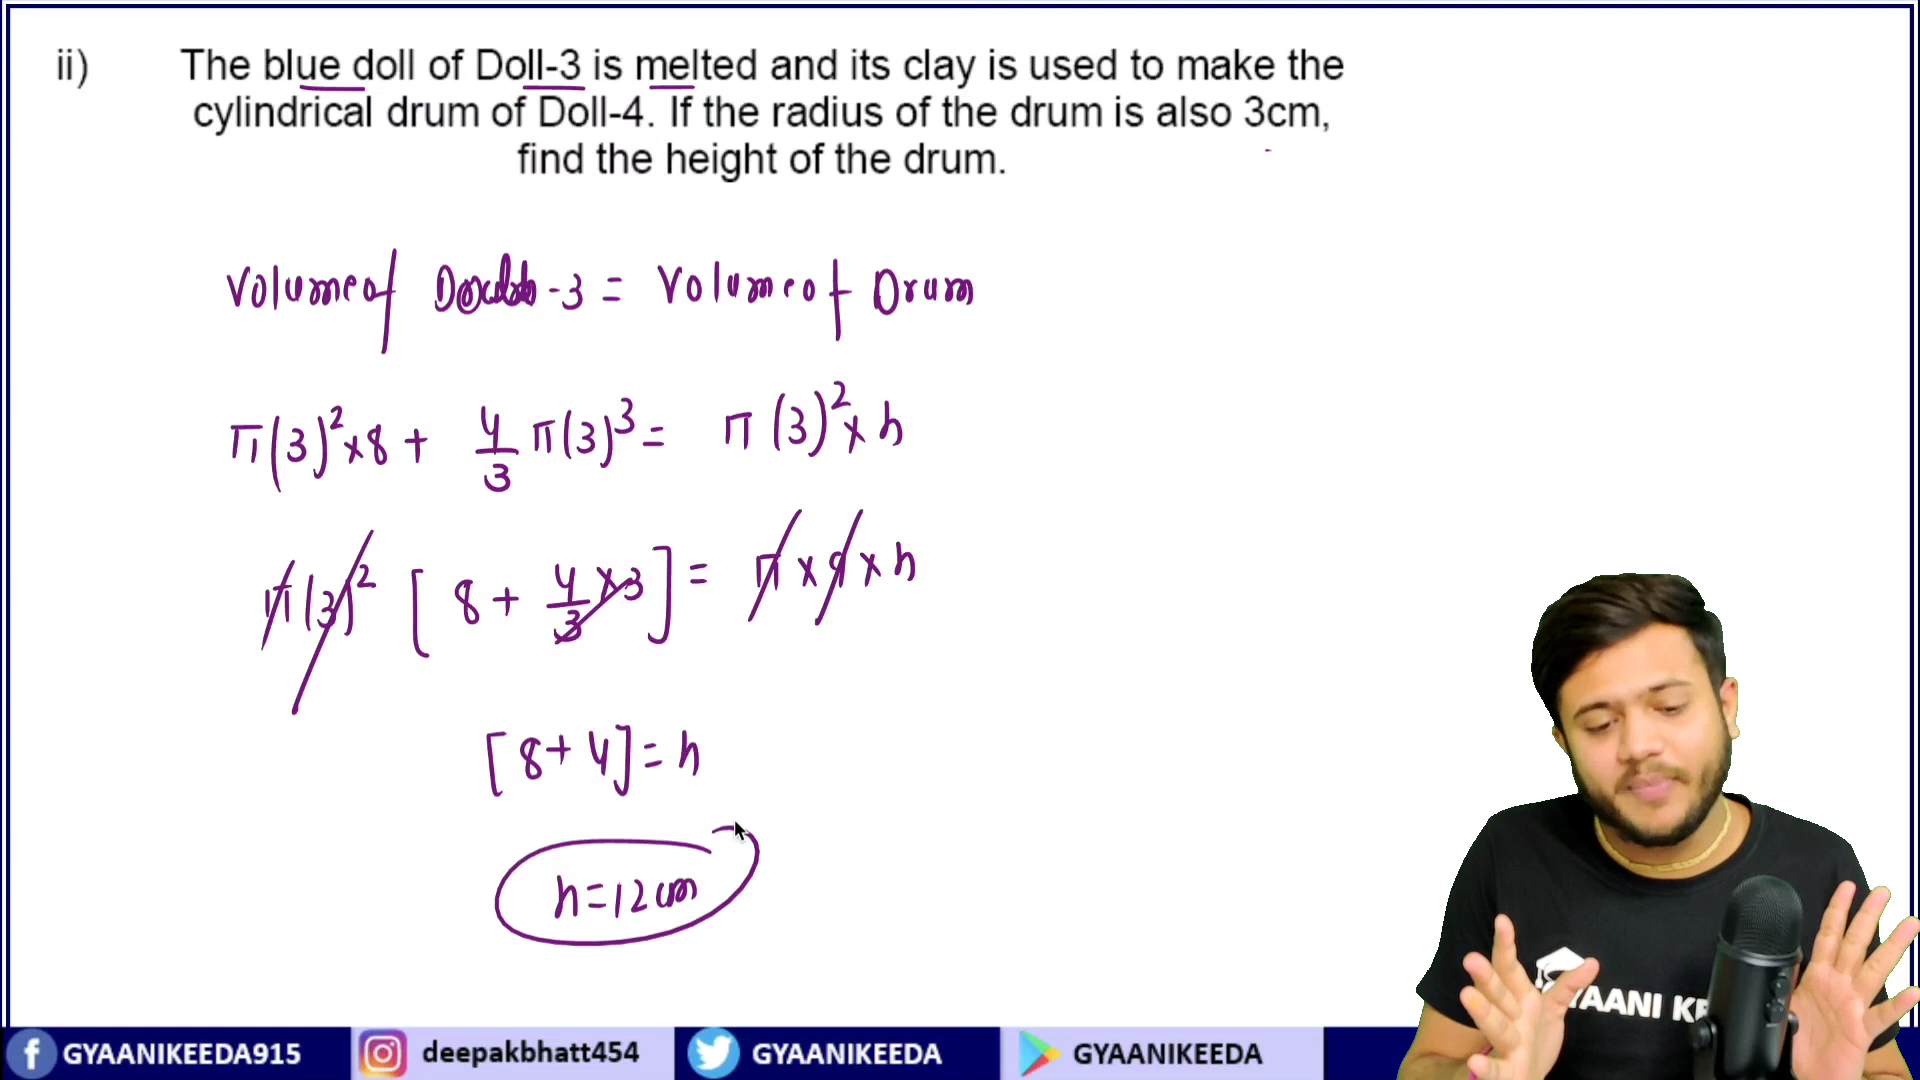 ii) The blue doll of Doll-3 is melted and its clay is used to make the
cylindrical drum of Doll-4. If the radius of the drum is also 3cm,
find the height of the drum.
Volume of -3 = Volume of Drum
π(3)²×8 + 4/3 π(3)³ = π(3)²×h
π(3)² [8 + 4/3×3] = π×9×h
[8+4] = h
h=12cm
GYAANI KE
GYAANIKEEDA915 deepakbhatt454 GYAANIKEEDA GYAANIKEEDA